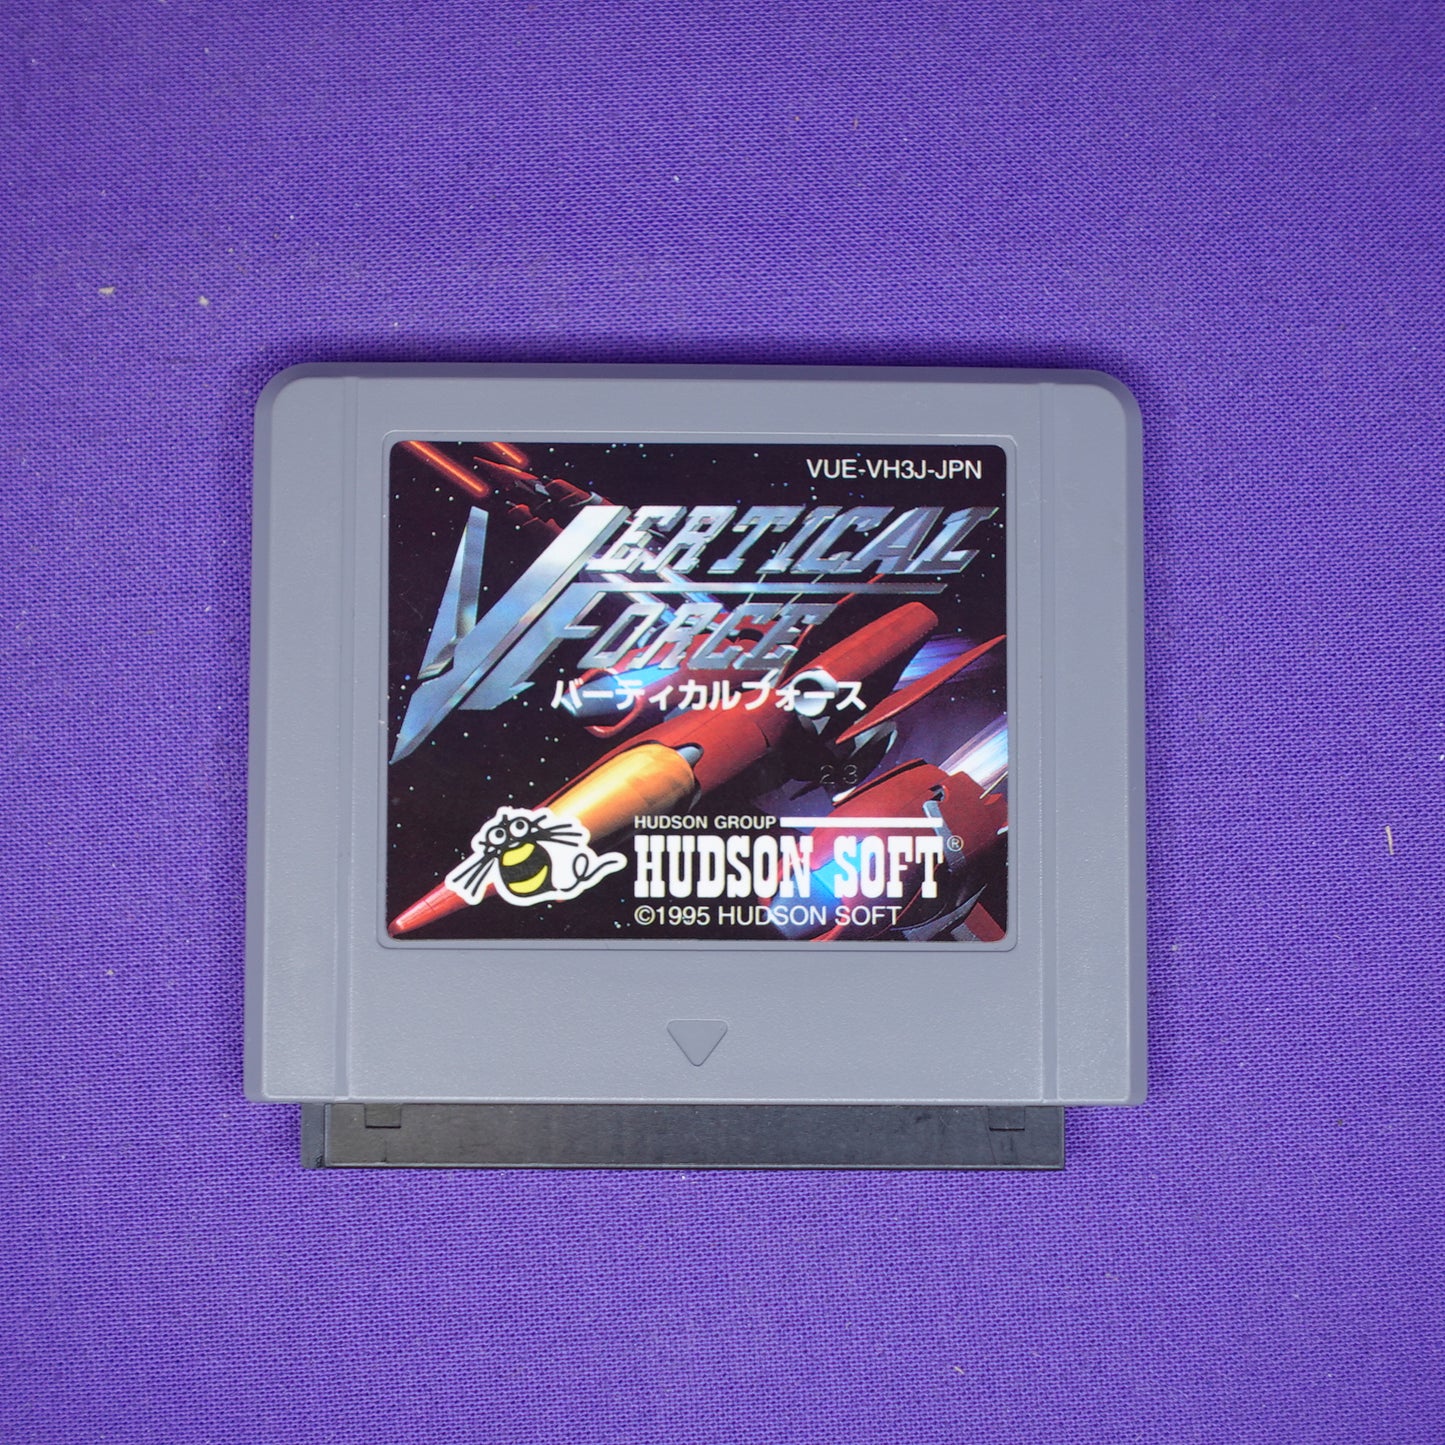 VUE-VH3J-JPN
VERTICAL
FORCE
バーティカルフォース
23
HUDSON GROUP
HUDSON SOFT®
©1995 HUDSON SOFT